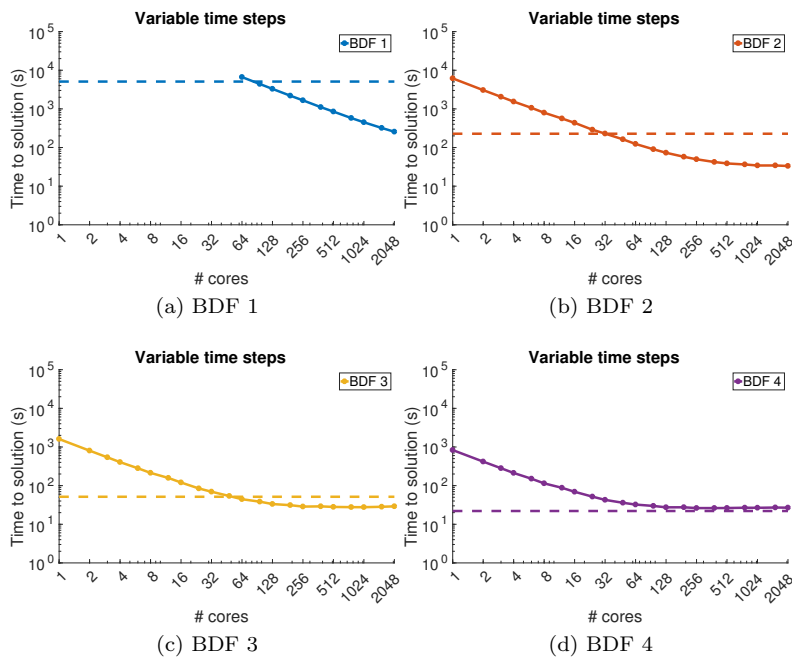 Variable time steps
BDF 1
Time to solution (s)
10^5
10^4
10^3
10^2
10^1
10^0
1 2 4 8 16 32 64 128 256 512 1024 2048
# cores
(a) BDF 1
Variable time steps
BDF 2
Time to solution (s)
10^5
10^4
10^3
10^2
10^1
10^0
1 2 4 8 16 32 64 128 256 512 1024 2048
# cores
(b) BDF 2
Variable time steps
BDF 3
Time to solution (s)
10^5
10^4
10^3
10^2
10^1
10^0
1 2 4 8 16 32 64 128 256 512 1024 2048
# cores
(c) BDF 3
Variable time steps
BDF 4
Time to solution (s)
10^5
10^4
10^3
10^2
10^1
10^0
1 2 4 8 16 32 64 128 256 512 1024 2048
# cores
(d) BDF 4